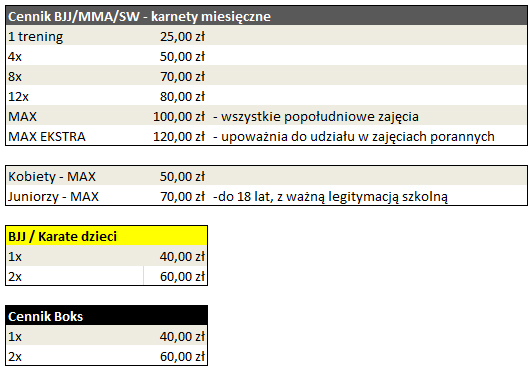 Cennik BJJ/MMA/SW - karnety miesięczne
1 trening 25,00 zł
4x 50,00 zł
8x 70,00 zł
12x 80,00 zł
MAX 100,00 zł - wszystkie popołudniowe zajęcia
MAX EKSTRA 120,00 zł - upoważnia do udziału w zajęciach porannych
Kobiety - MAX 50,00 zł
Juniorzy - MAX 70,00 zł -do 18 lat, z ważną legitymacją szkolną
BJJ / Karate dzieci
1x 40,00 zł
2x 60,00 zł
Cennik Boks
1x 40,00 zł
2x 60,00 zł